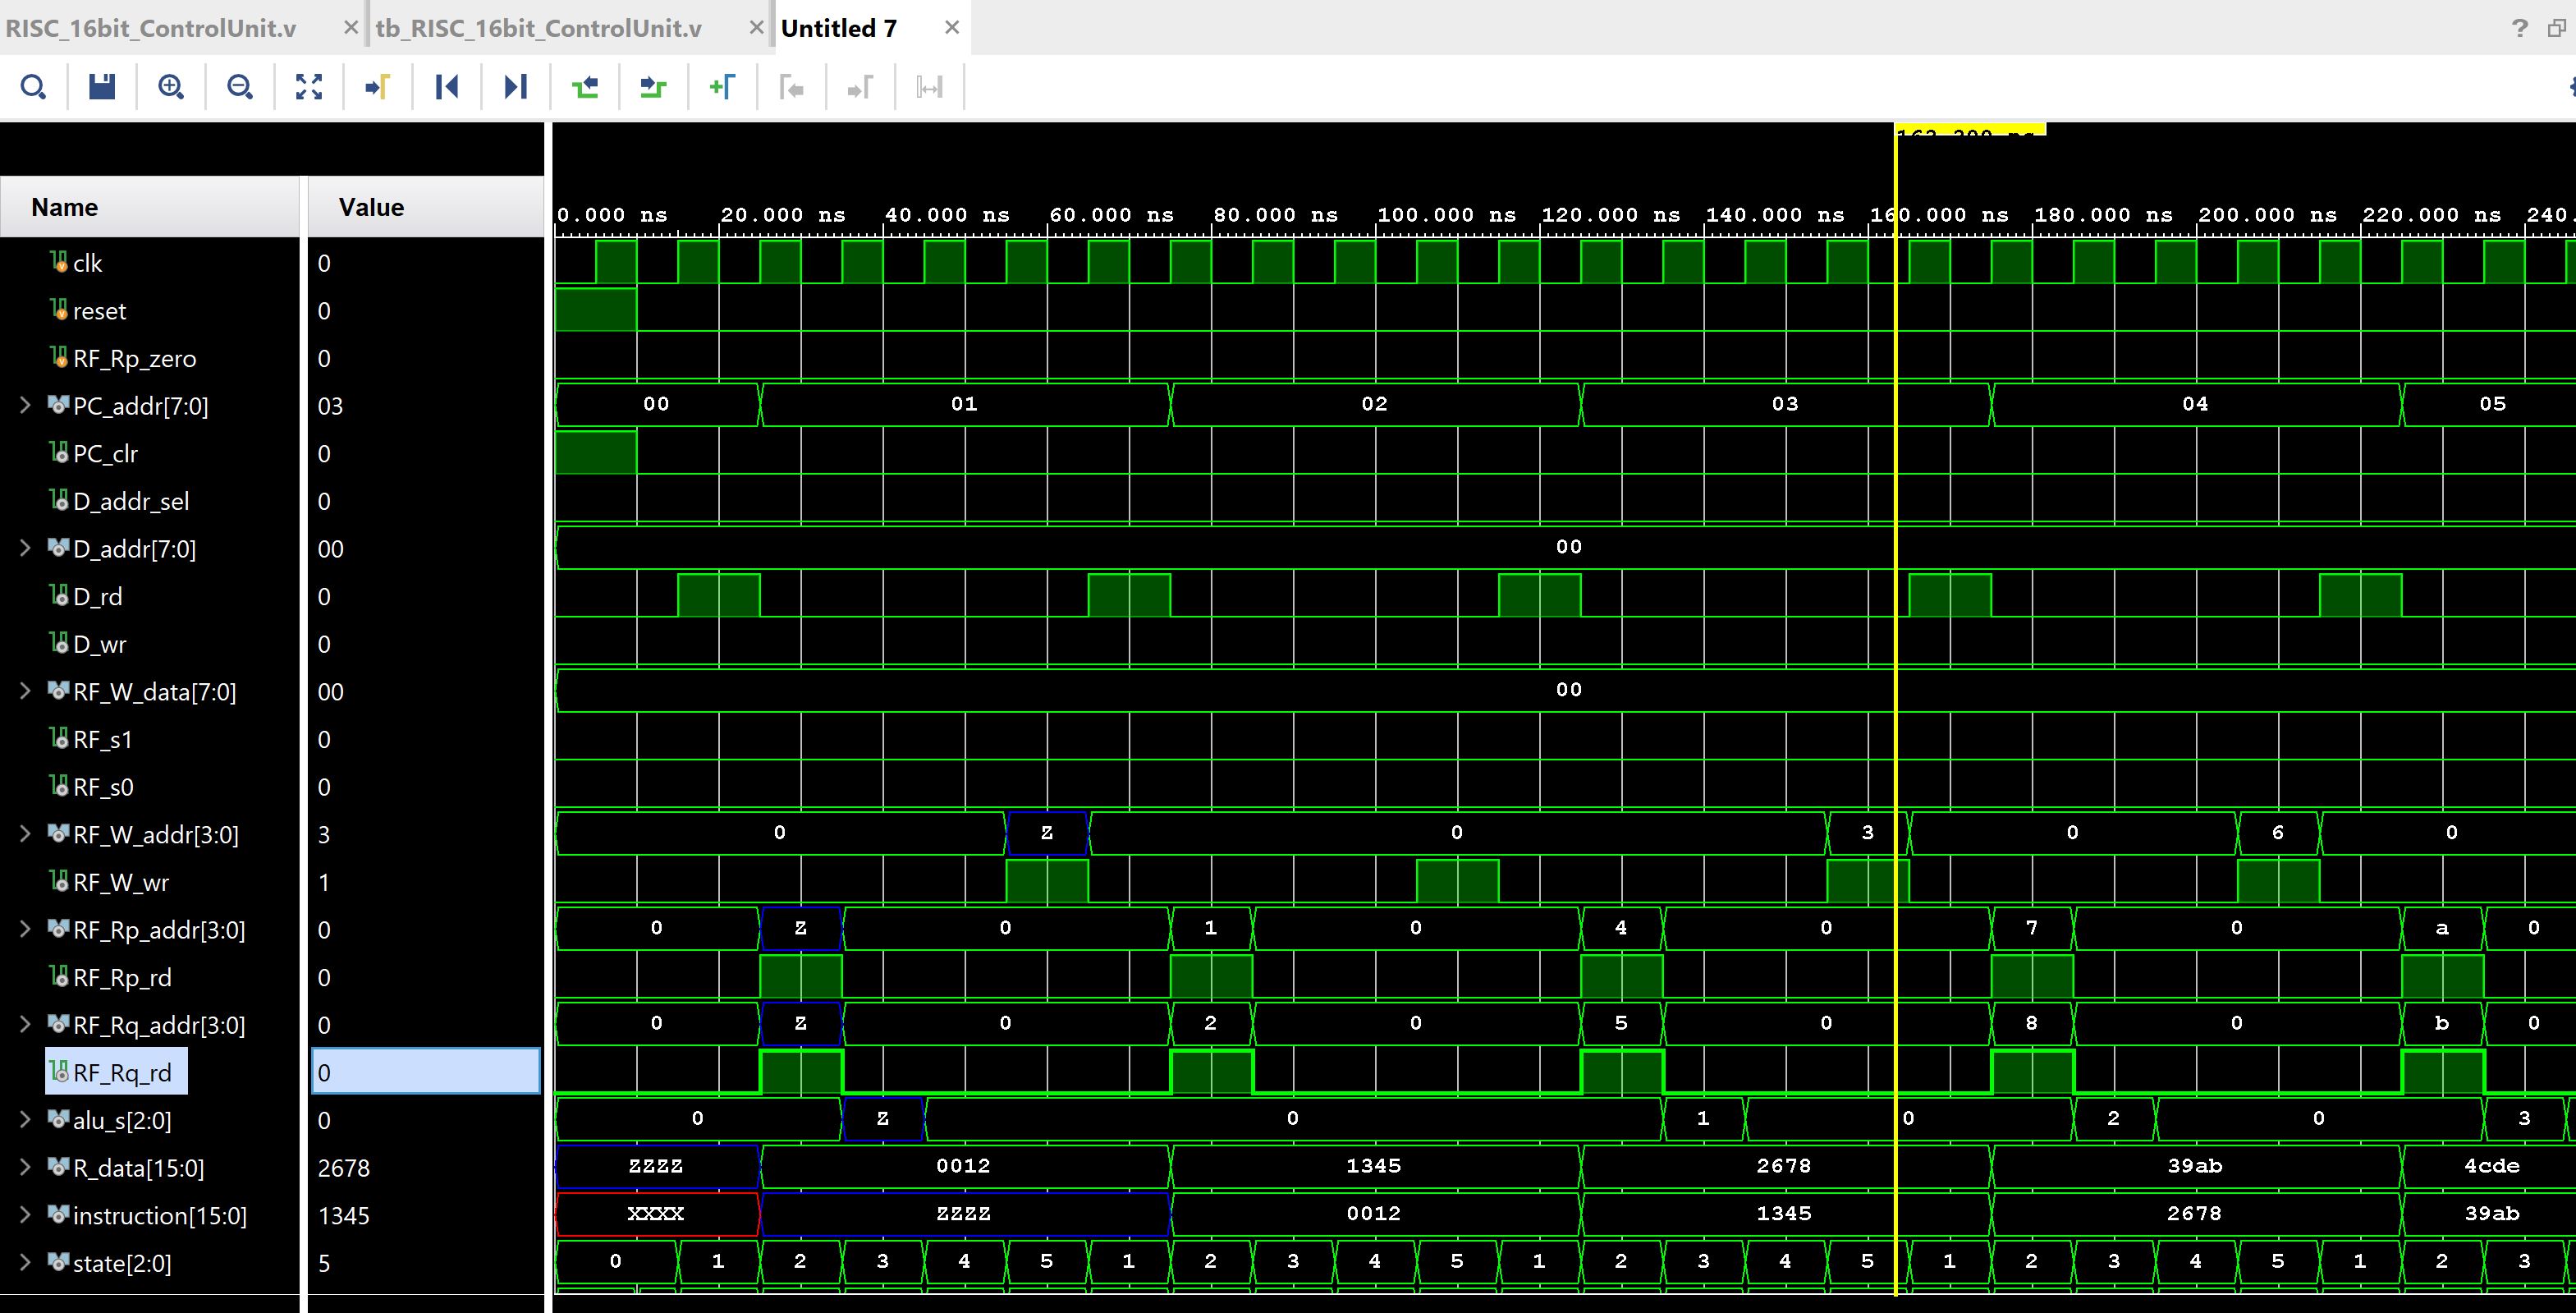 RISC_16bit_ControlUnit.v × tb_RISC_16bit_ControlUnit.v × Untitled 7 × ?
Name Value
0.000 ns 20.000 ns 40.000 ns 60.000 ns 80.000 ns 100.000 ns 120.000 ns 140.000 ns 160.000 ns 180.000 ns 200.000 ns 220.000 ns 240.
clk 0
reset 0
RF_Rp_zero 0
PC_addr[7:0] 03 00 01 02 03 04 05
PC_clr 0
D_addr_sel 0
D_addr[7:0] 00 00
D_rd 0
D_wr 0
RF_W_data[7:0] 00 00
RF_s1 0
RF_s0 0
RF_W_addr[3:0] 3 0 Z 0 3 0 6 0
RF_W_wr 1
RF_Rp_addr[3:0] 0 0 Z 0 1 0 4 0 7 0 a 0
RF_Rp_rd 0
RF_Rq_addr[3:0] 0 0 Z 0 2 0 5 0 8 0 b 0
RF_Rq_rd 0
alu_s[2:0] 0 0 Z 0 1 0 2 0 3
R_data[15:0] 2678 ZZZZ 0012 1345 2678 39ab 4cde
instruction[15:0] 1345 XXXX ZZZZ 0012 1345 2678 39ab
state[2:0] 5 0 1 2 3 4 5 1 2 3 4 5 1 2 3 4 5 1 2 3 4 5 1 2 3